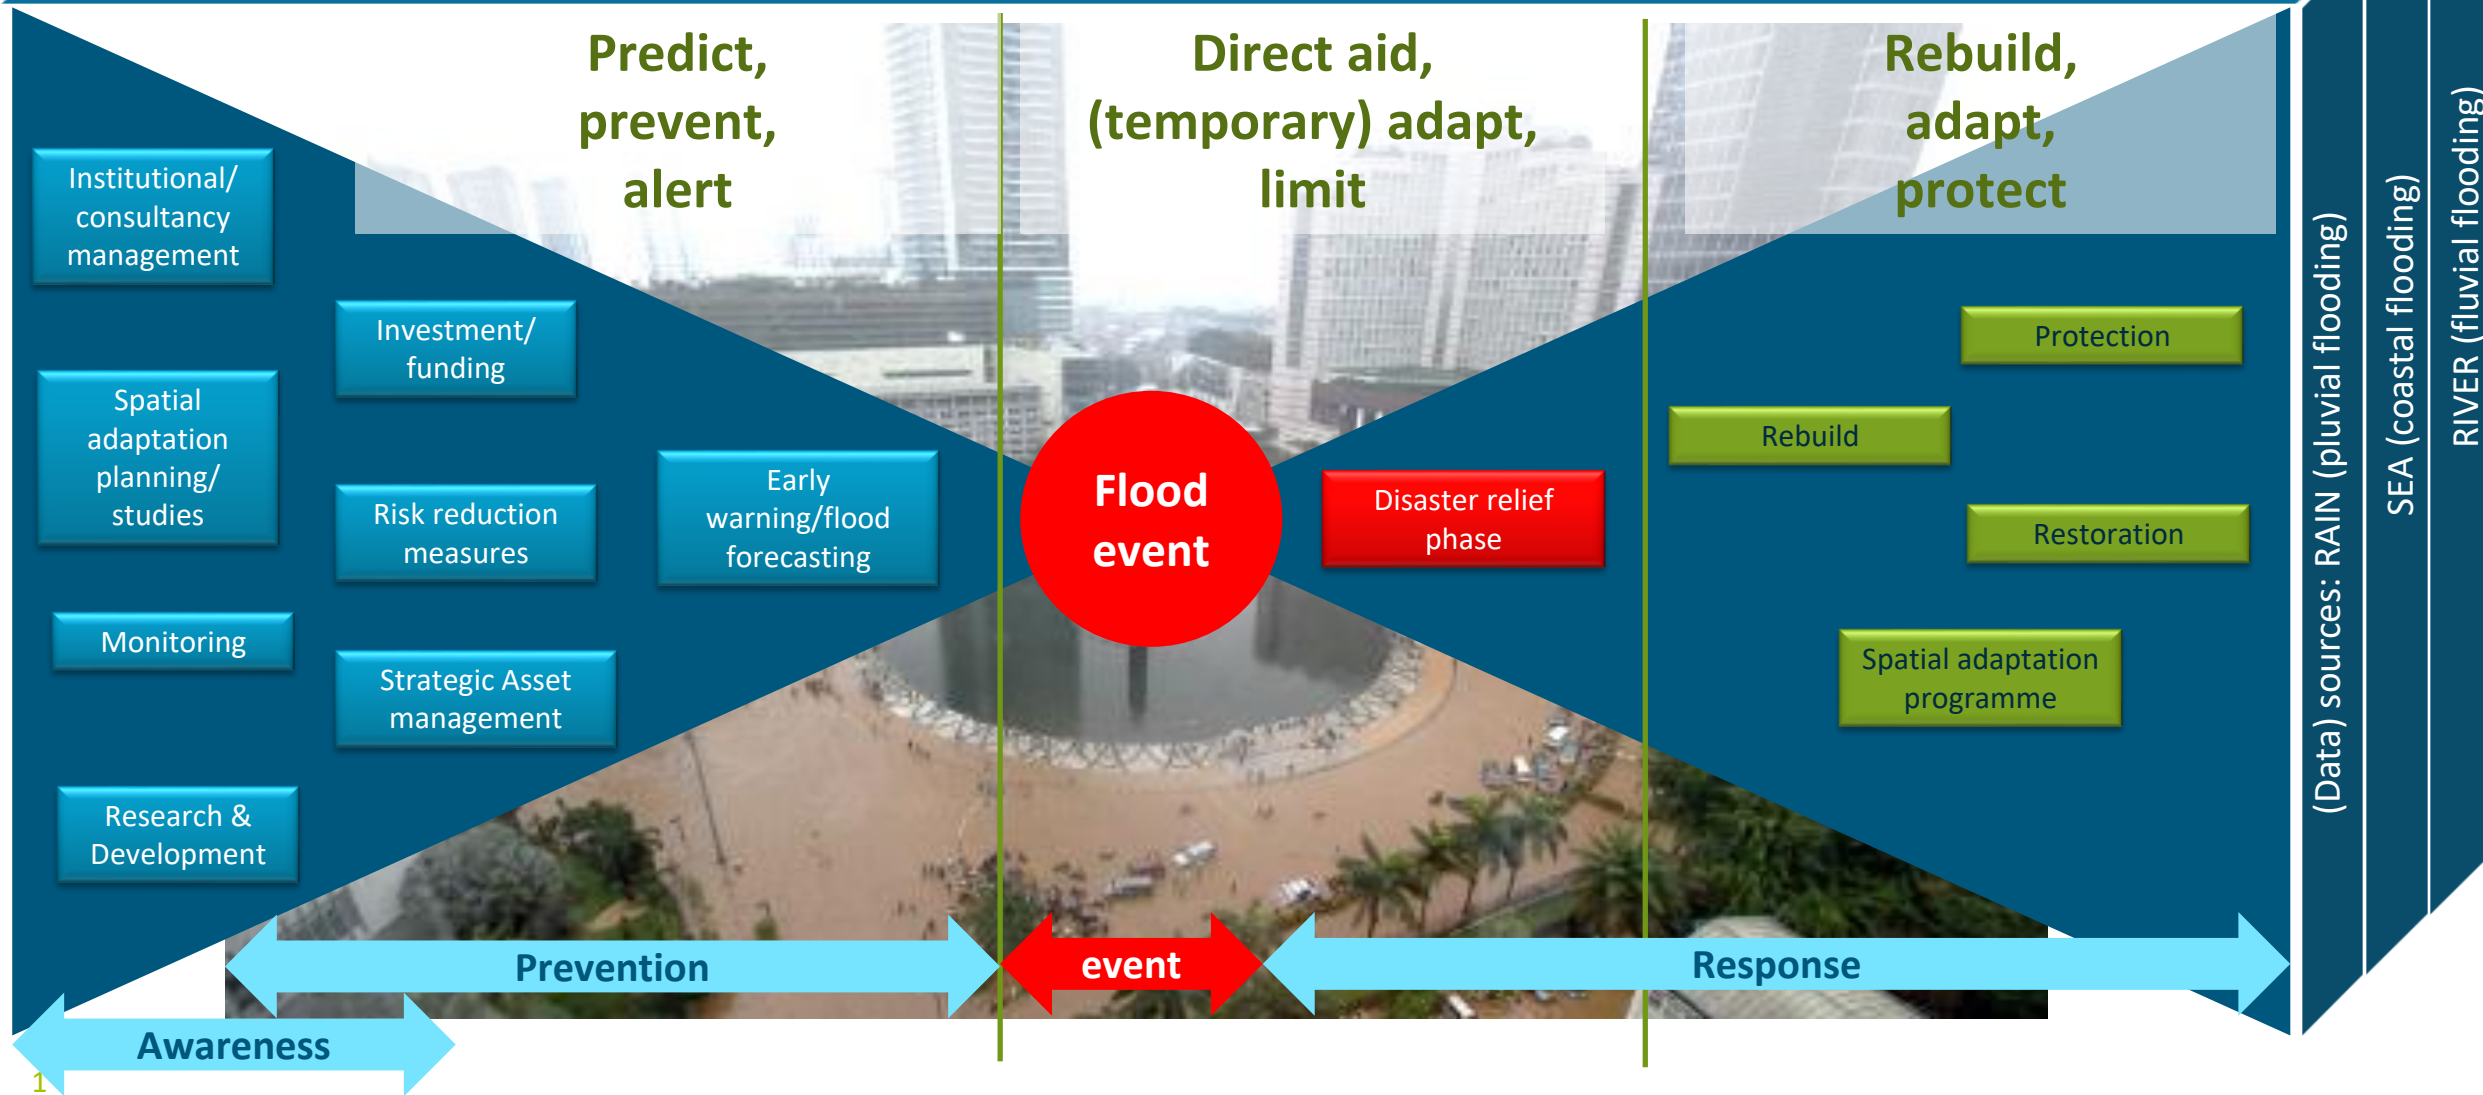 Predict,
prevent,
alert
Direct aid,
(temporary) adapt,
limit
Rebuild,
adapt,
protect
Institutional/
consultancy
management
Investment/
funding
Spatial
adaptation
planning/
studies
Risk reduction
measures
Early
warning/flood
forecasting
Monitoring
Strategic Asset
management
Research &
Development
Flood
event
Disaster relief
phase
Protection
Rebuild
Restoration
Spatial adaptation
programme
(Data) sources: RAIN (pluvial flooding)
SEA (coastal flooding)
RIVER (fluvial flooding)
Prevention
event
Response
Awareness
1